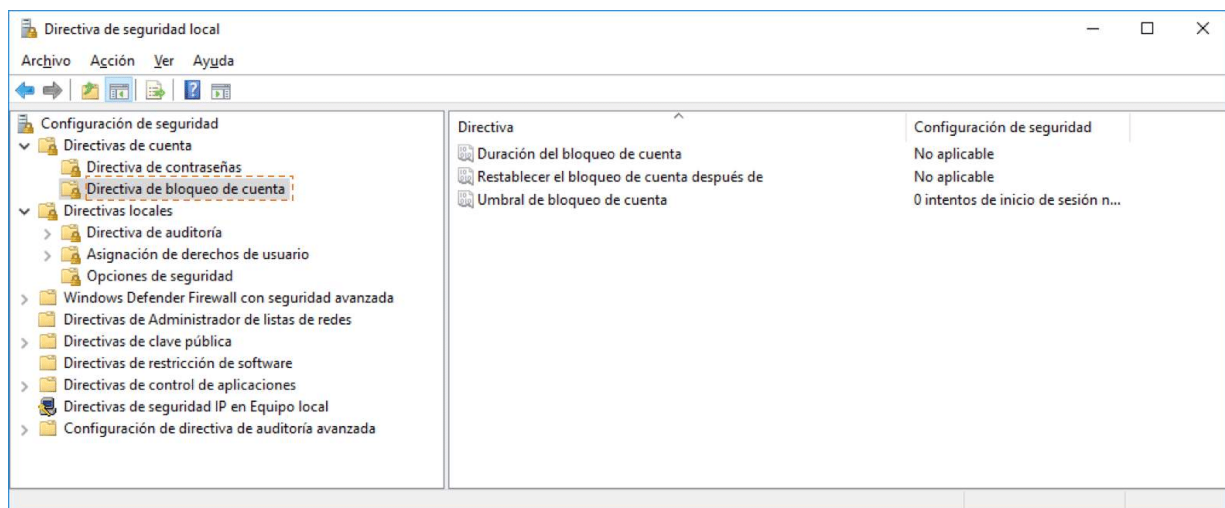 Directiva de seguridad local
Archivo Acción Ver Ayuda
Configuración de seguridad
Directivas de cuenta
Directiva de contraseñas
Directiva de bloqueo de cuenta
Directivas locales
Directiva de auditoría
Asignación de derechos de usuario
Opciones de seguridad
Windows Defender Firewall con seguridad avanzada
Directivas de Administrador de listas de redes
Directivas de clave pública
Directivas de restricción de software
Directivas de control de aplicaciones
Directivas de seguridad IP en Equipo local
Configuración de directiva de auditoría avanzada
Directiva Configuración de seguridad
Duración del bloqueo de cuenta No aplicable
Restablecer el bloqueo de cuenta después de No aplicable
Umbral de bloqueo de cuenta 0 intentos de inicio de sesión n...